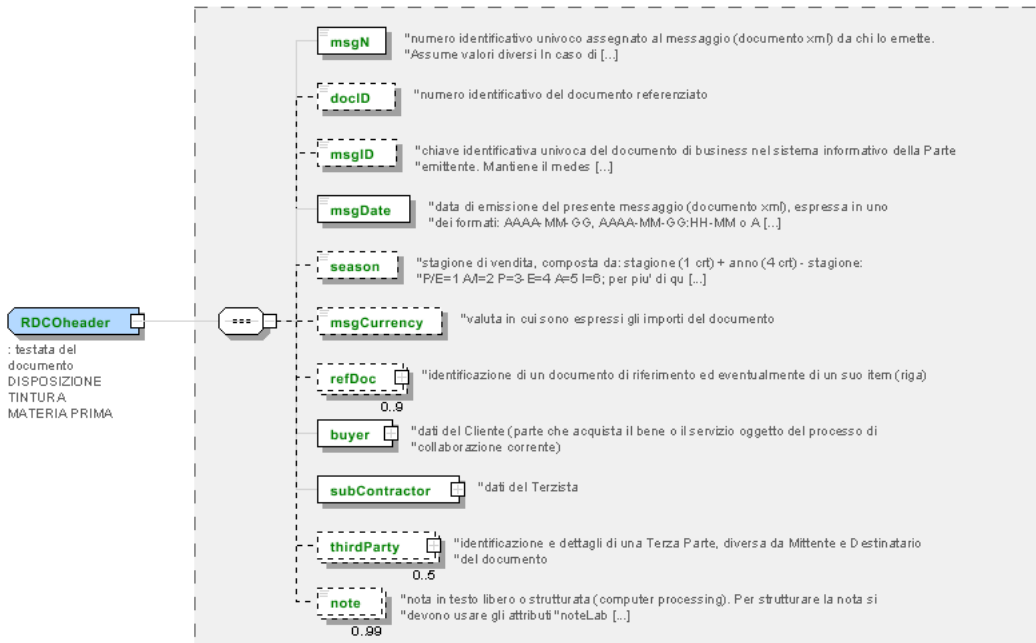 msgN
"numero identificativo univoco assegnato al messaggio (documento xml) da chi lo emette.
"Assume valori diversi In caso di [...]
docID
"numero identificativo del documento referenziato
msgID
"chiave identificativa univoca del documento di business nel sistema informativo della Parte
"emittente. Mantiene il medes [...]
msgDate
"data di emissione del presente messaggio (documento xml), espressa in uno
"dei formati: AAAA-MM-GG, AAAA-MM-GG:HH-MM o A [...]
season
"stagione di vendita, composta da: stagione (1 crt) + anno (4 crt) - stagione:
"P/E=1 A/I=2 P=3- E=4 A=5 I=6; per piu' di qu [...]
RDCOheader
: testata del
documento
DISPOSIZIONE
TINTURA
MATERIA PRIMA
msgCurrency
"valuta in cui sono espressi gli importi del documento
refDoc
"identificazione di un documento di riferimento ed eventualmente di un suo item (riga)
0..9
buyer
"dati del Cliente (parte che acquista il bene o il servizio oggetto del processo di
"collaborazione corrente)
subContractor
"dati del Terzista
thirdParty
"identificazione e dettagli di una Terza Parte, diversa da Mittente e Destinatario
"del documento
0..5
note
"nota in testo libero o strutturata (computer processing). Per strutturare la nota si
"devono usare gli attributi "noteLab [...]
0..99